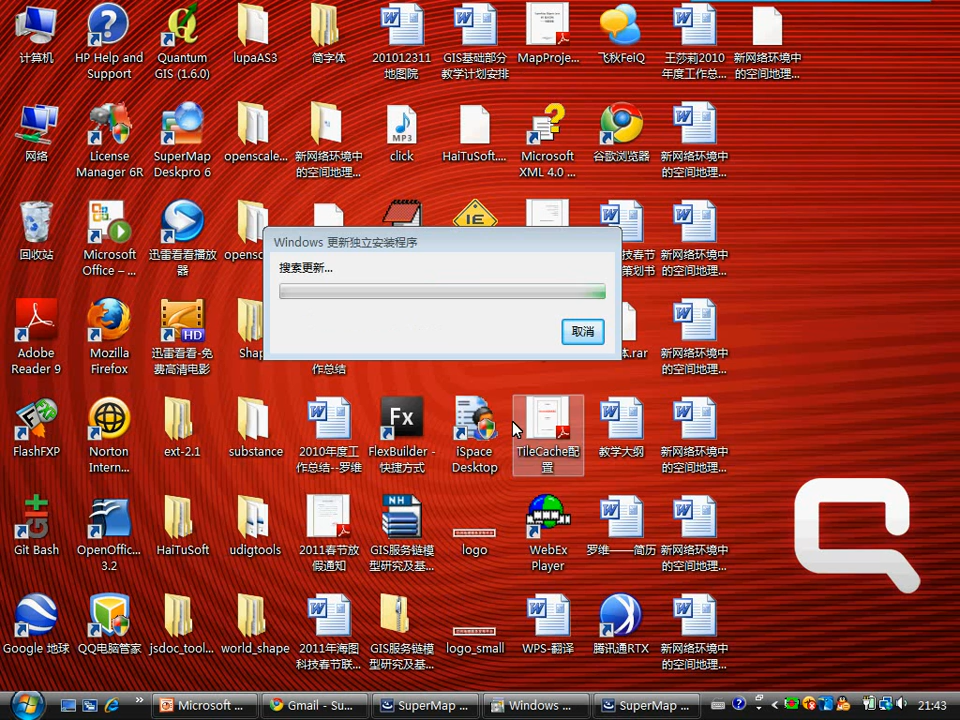 计算机
HP Help and
Support
Quantum
GIS (1.6.0)
lupaAS3
简字体
201012311
地图院
GIS基础部分
教学计划安排
MapProje...
飞秋FeiQ
王莎莉2010
年度工作总...
新网络环境中
的空间地理...
网络
License
Manager 6R
SuperMap
Deskpro 6
openscale...
新网络环境中
的空间地理...
MP3
click
HaiTuSoft....
Microsoft
XML 4.0 ...
谷歌浏览器
新网络环境中
的空间地理...
回收站
Microsoft
Office – ...
迅雷看看播放
器
opensc
IE
技春节
策划书
新网络环境中
的空间地理...
Windows 更新独立安装程序
搜索更新...
取消
Adobe
Reader 9
Mozilla
Firefox
HD
迅雷看看-免
费高清电影
Shap
作总结
体.rar
新网络环境中
的空间地理...
FlashFXP
Norton
Intern...
ext-2.1
substance
2010年度工
作总结--罗维
Fx
FlexBuilder -
快捷方式
iSpace
Desktop
TileCache配
置
教学大纲
新网络环境中
的空间地理...
Git Bash
OpenOffic...
3.2
HaiTuSoft
udigtools
2011春节放
假通知
NH
GIS服务链模
型研究及基...
logo
WebEx
Player
罗维——简历
新网络环境中
的空间地理...
Google 地球
QQ电脑管家
jsdoc_tool...
world_shape
2011年海图
科技春节联...
GIS服务链模
型研究及基...
logo_small
WPS-翻译
腾讯通RTX
新网络环境中
的空间地理...
Microsoft ...
Gmail - Su...
SuperMap ...
Windows ...
SuperMap ...
21:43